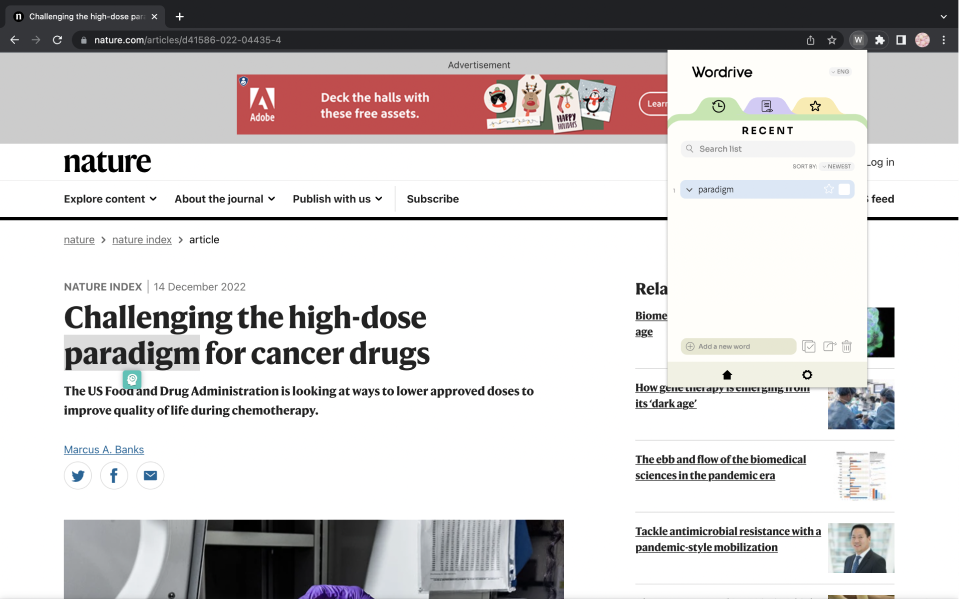 Challenging the high-dose par
nature.com/articles/d41586-022-04435-4
W
Advertisement
Adobe
Deck the halls with
these free assets.
HAPPY
HOLIDAYS
Lear
nature
Log in
Explore content
About the journal
Publish with us
Subscribe
feed
nature > nature index > article
NATURE INDEX | 14 December 2022
Challenging the high-dose
paradigm for cancer drugs
The US Food and Drug Administration is looking at ways to lower approved doses to
improve quality of life during chemotherapy.
Marcus A. Banks
Rela
Biome
age
How gene therapy is emerging from
its ‘dark age’
The ebb and flow of the biomedical
sciences in the pandemic era
Tackle antimicrobial resistance with a
pandemic-style mobilization
Wordrive
ENG
RECENT
Search list
SORT BY: NEWEST
1
paradigm
Add a new word